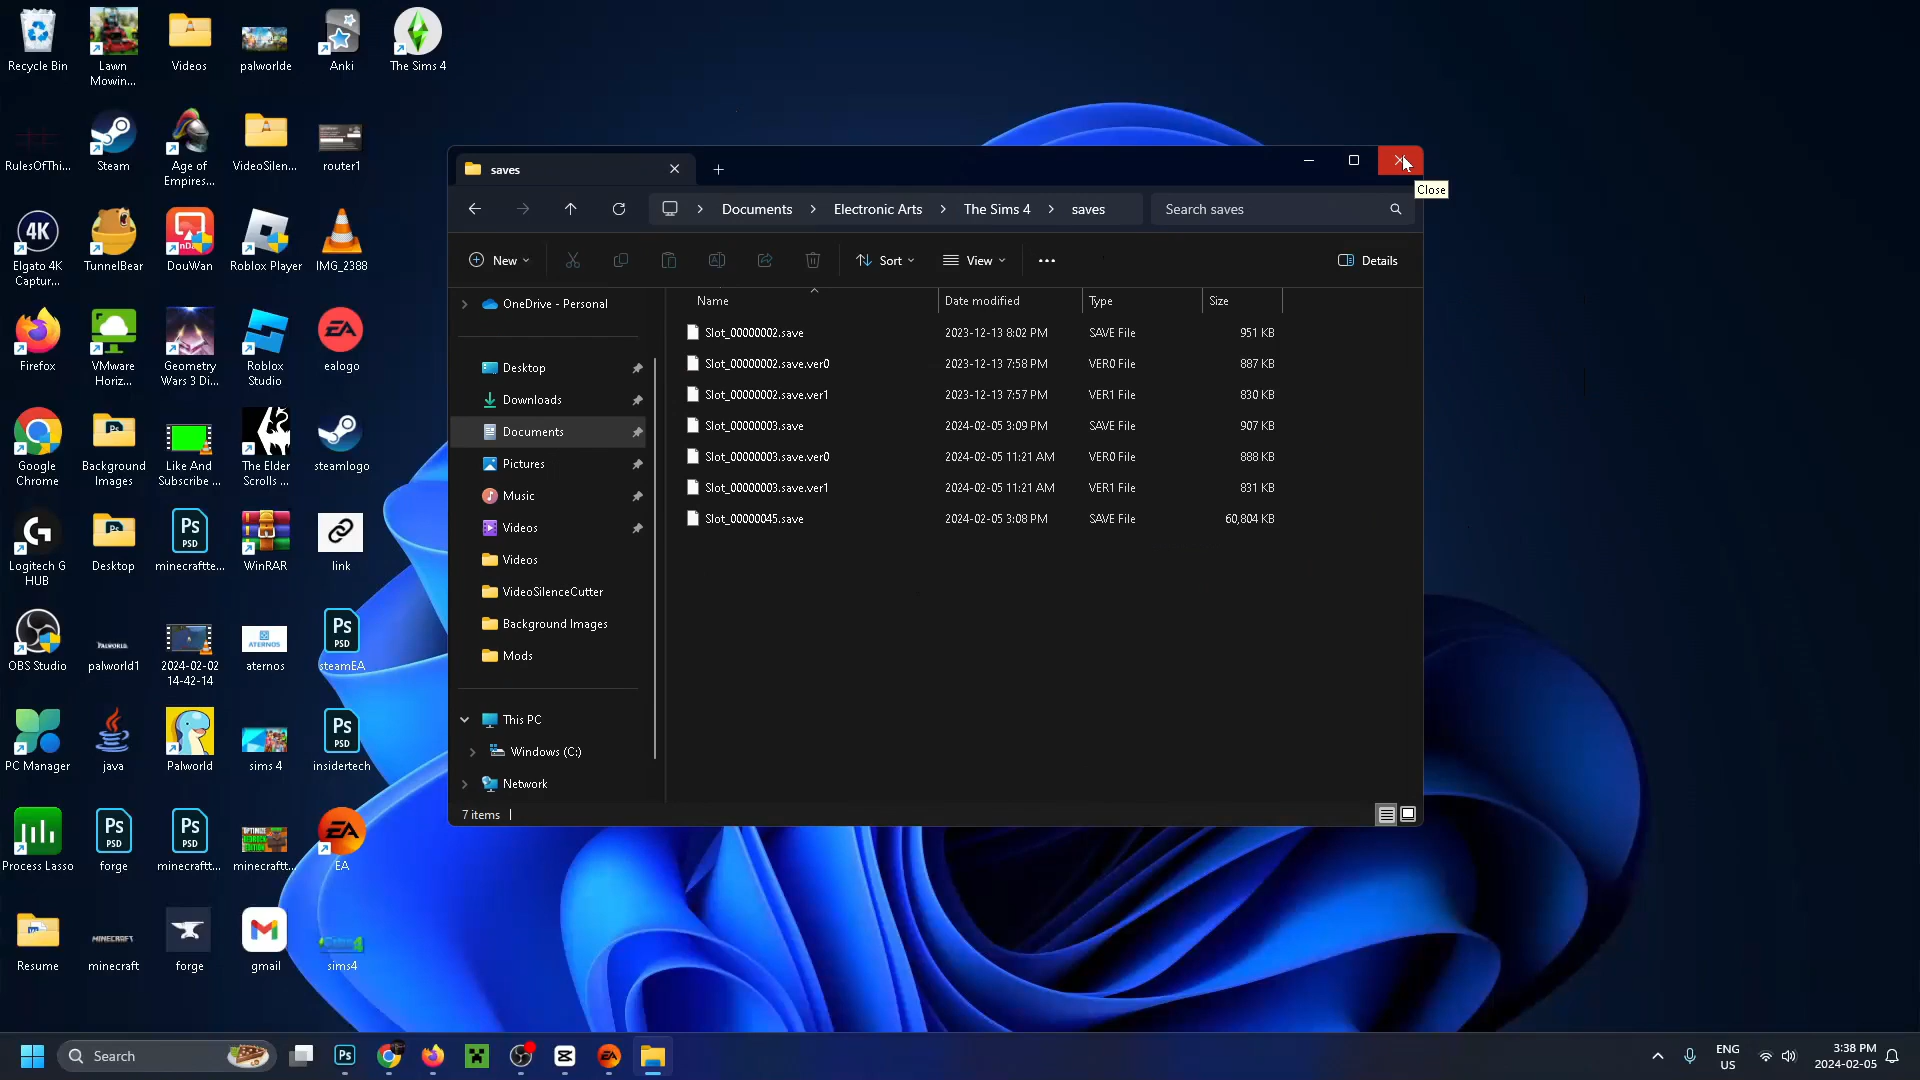 Recycle Bin
Lawn
Mowin...
Videos
palworlde
Anki
The Sims 4
RulesOfThi...
Steam
Age of
Empires...
VideoSilen...
router1
Elgato 4K
Captur...
TunnelBear
DouWan
Roblox Player
IMG_2388
Firefox
VMware
Horiz...
Geometry
Wars 3 Di...
Roblox
Studio
ealogo
Google
Chrome
Background
Images
Like And
Subscribe ...
The Elder
Scrolls ...
steamlogo
Logitech G
HUB
Desktop
minecraftte...
WinRAR
link
OBS Studio
palworld1
2024-02-02
14-42-14
aternos
steamEA
PC Manager
java
Palworld
sims 4
insidertech
Process Lasso
forge
minecraftt...
minecraftt...
EA
Resume
minecraft
forge
gmail
sims4
saves
Close
Documents
Electronic Arts
The Sims 4
saves
Search saves
New
Sort
View
Details
OneDrive - Personal
Desktop
Downloads
Documents
Pictures
Music
Videos
Videos
VideoSilenceCutter
Background Images
Mods
This PC
Windows (C:)
Network
Name Date modified Type Size
Slot_00000002.save 2023-12-13 8:02 PM SAVE File 951 KB
Slot_00000002.save.ver0 2023-12-13 7:58 PM VER0 File 887 KB
Slot_00000002.save.ver1 2023-12-13 7:57 PM VER1 File 830 KB
Slot_00000003.save 2024-02-05 3:09 PM SAVE File 907 KB
Slot_00000003.save.ver0 2024-02-05 11:21 AM VER0 File 888 KB
Slot_00000003.save.ver1 2024-02-05 11:21 AM VER1 File 831 KB
Slot_00000045.save 2024-02-05 3:08 PM SAVE File 60,804 KB
7 items
Search
ENG
US
3:38 PM
2024-02-05